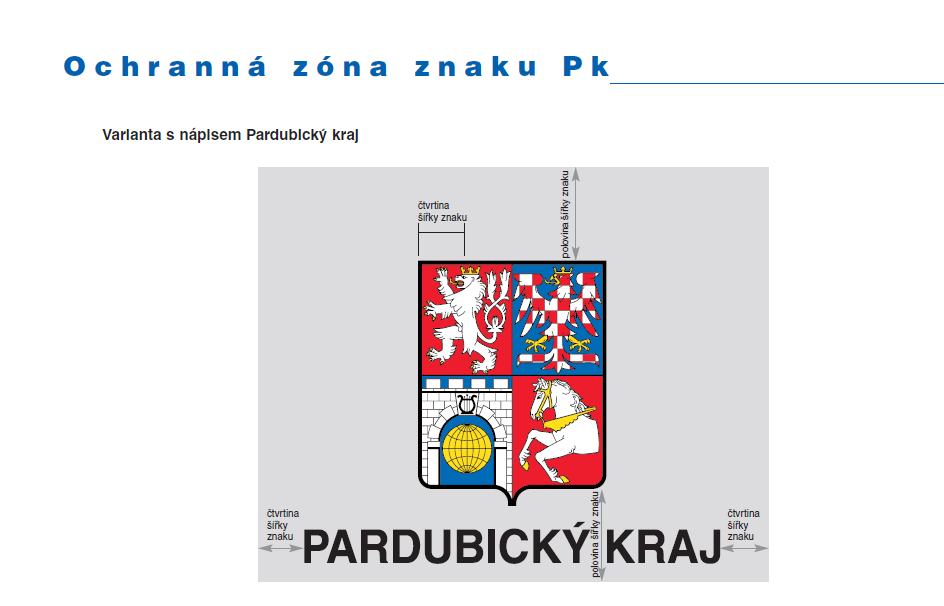 Ochranná zóna znaku Pk
Varianta s nápisem Pardubický kraj
polovina šířky znaku
čtvrtina
šířky znaku
čtvrtina
šířky
znaku
PARDUBICKÝ KRAJ
polovina šířky znaku
čtvrtina
šířky
znaku